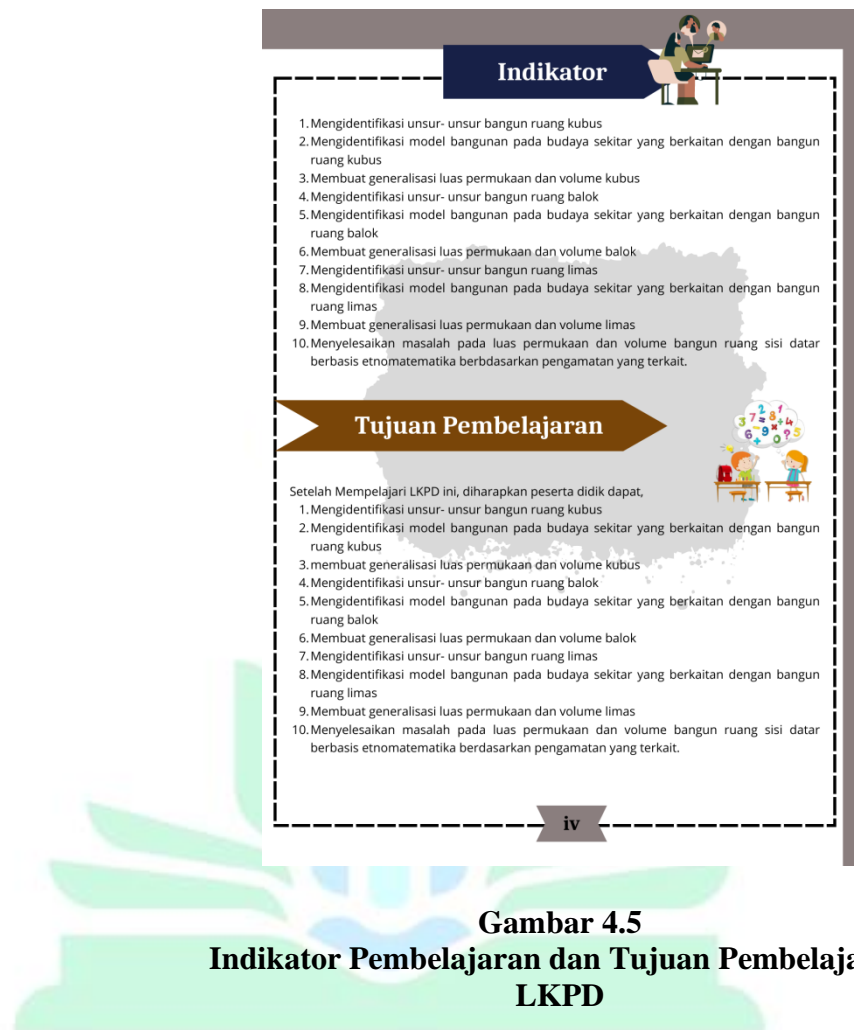 Indikator
1. Mengidentifikasi unsur- unsur bangun ruang kubus
2. Mengidentifikasi model bangunan pada budaya sekitar yang berkaitan dengan bangun
ruang kubus
3. Membuat generalisasi luas permukaan dan volume kubus
4. Mengidentifikasi unsur- unsur bangun ruang balok
5. Mengidentifikasi model bangunan pada budaya sekitar yang berkaitan dengan bangun
ruang balok
6. Membuat generalisasi luas permukaan dan volume balok
7. Mengidentifikasi unsur- unsur bangun ruang limas
8. Mengidentifikasi model bangunan pada budaya sekitar yang berkaitan dengan bangun
ruang limas
9. Membuat generalisasi luas permukaan dan volume limas
10. Menyelesaikan masalah pada luas permukaan dan volume bangun ruang sisi datar
berbasis etnomatematika berbdasarkan pengamatan yang terkait.
Tujuan Pembelajaran
Setelah Mempelajari LKPD ini, diharapkan peserta didik dapat,
1. Mengidentifikasi unsur- unsur bangun ruang kubus
2. Mengidentifikasi model bangunan pada budaya sekitar yang berkaitan dengan bangun
ruang kubus
3. membuat generalisasi luas permukaan dan volume kubus
4. Mengidentifikasi unsur- unsur bangun ruang balok
5. Mengidentifikasi model bangunan pada budaya sekitar yang berkaitan dengan bangun
ruang balok
6. Membuat generalisasi luas permukaan dan volume balok
7. Mengidentifikasi unsur- unsur bangun ruang limas
8. Mengidentifikasi model bangunan pada budaya sekitar yang berkaitan dengan bangun
ruang limas
9. Membuat generalisasi luas permukaan dan volume limas
10. Menyelesaikan masalah pada luas permukaan dan volume bangun ruang sisi datar
berbasis etnomatematika berdasarkan pengamatan yang terkait.
iv
Gambar 4.5
Indikator Pembelajaran dan Tujuan Pembelaja
LKPD